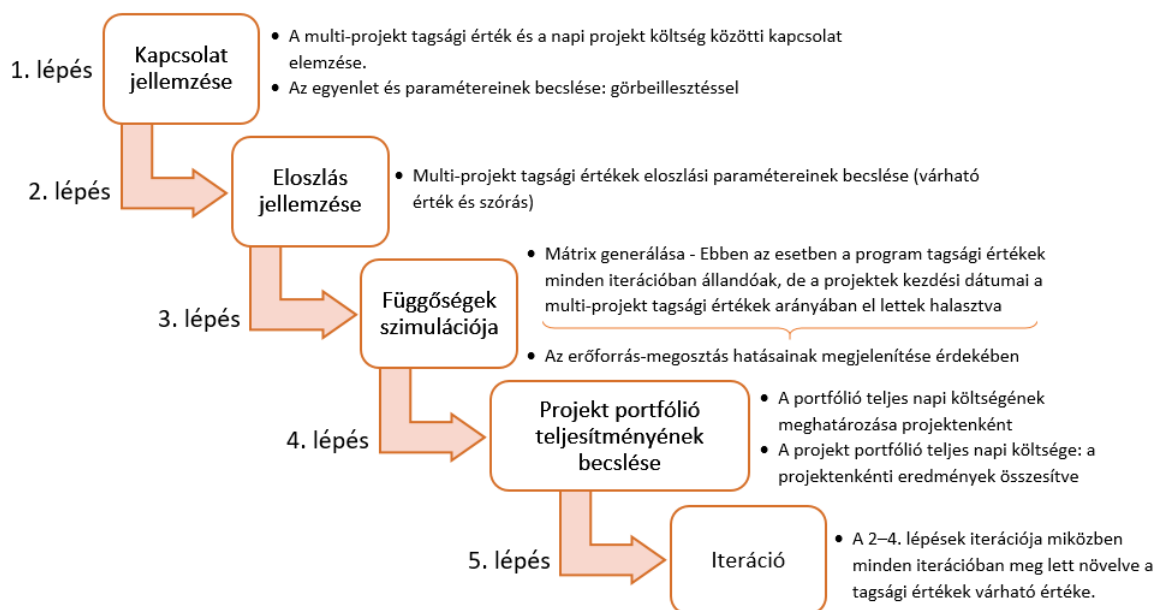 1. lépés
Kapcsolat
jellemzése
• A multi-projekt tagsági érték és a napi projekt költség közötti kapcsolat
elemzése.
• Az egyenlet és paramétereinek becslése: görbeillesztéssel
2. lépés
Eloszlás
jellemzése
• Multi-projekt tagsági értékek eloszlási paramétereinek becslése (várható
érték és szórás)
3. lépés
Függőségek
szimulációja
• Mátrix generálása - Ebben az esetben a program tagsági értékek
minden iterációban állandóak, de a projektek kezdési dátumai a
multi-projekt tagsági értékek arányában el lettek halasztva
• Az erőforrás-megosztás hatásainak megjelenítése érdekében
4. lépés
Projekt portfólió
teljesítményének
becslése
• A portfólió teljes napi költségének
meghatározása projektenként
• A projekt portfólió teljes napi költsége: a
projektenkénti eredmények összesítve
5. lépés
Iteráció
• A 2–4. lépések iterációja miközben
minden iterációban meg lett növelve a
tagsági értékek várható értéke.